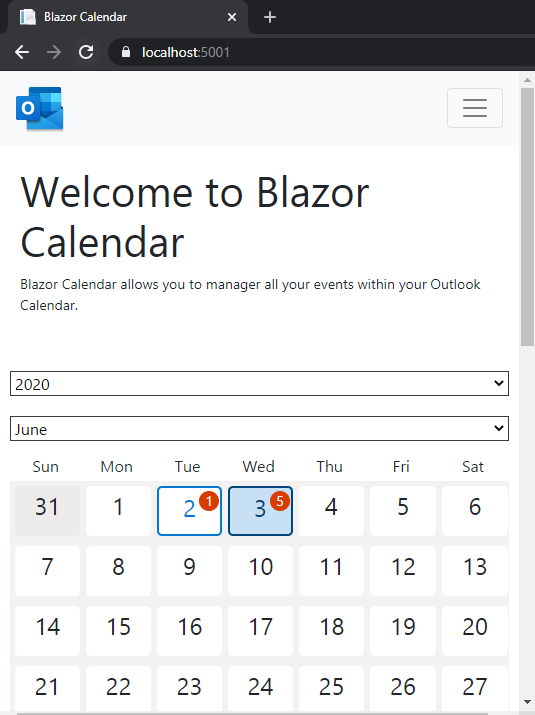 Blazor Calendar
localhost:5001
O
Welcome to Blazor
Calendar
Blazor Calendar allows you to manager all your events within your Outlook
Calendar.
2020
June
Sun Mon Tue Wed Thu Fri Sat
31 1 2 1 3 5 4 5 6
7 8 9 10 11 12 13
14 15 16 17 18 19 20
21 22 23 24 25 26 27